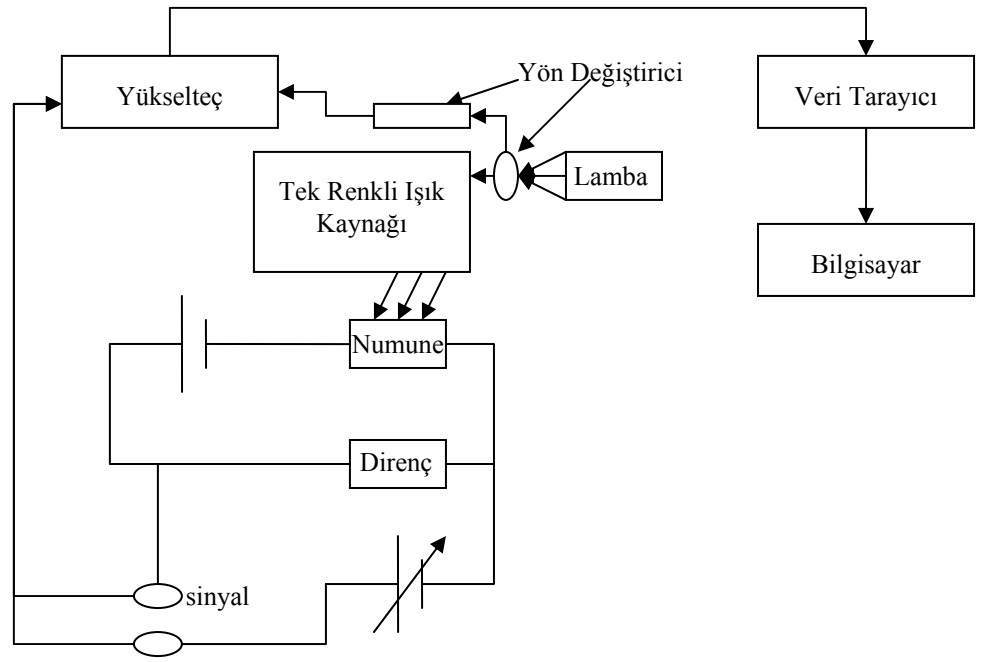 Yön Değiştirici
Yükselteç
Veri Tarayıcı
Tek Renkli Işık
Kaynağı
Lamba
Bilgisayar
Numune
Direnç
sinyal